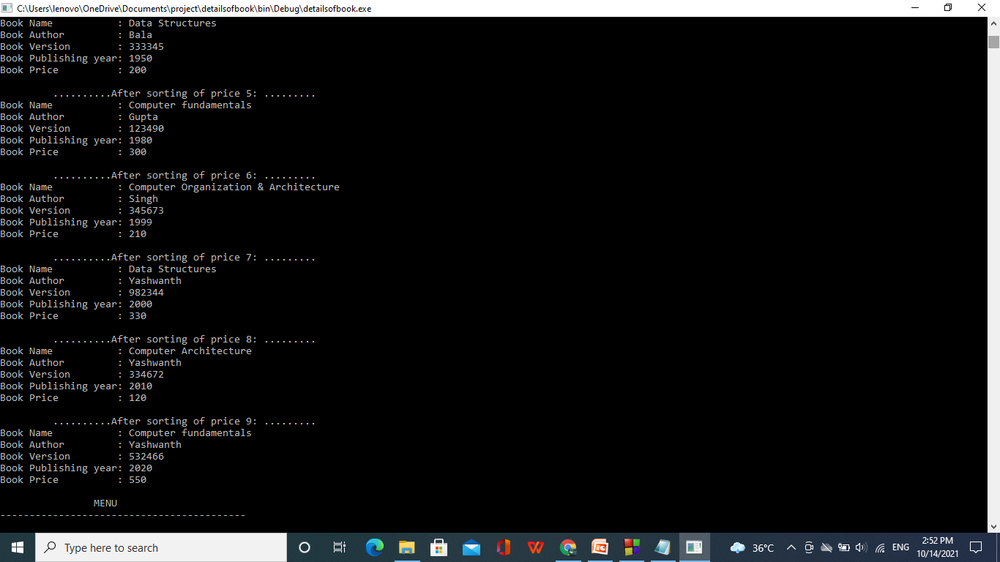 C:\Users\lenovo\OneDrive\Documents\project\detailsofbook\bin\Debug\detailsofbook.exe
Book Name           : Data Structures
Book Author         : Bala
Book Version        : 333345
Book Publishing year: 1950
Book Price          : 200
..........After sorting of price 5: .........
Book Name           : Computer fundamentals
Book Author         : Gupta
Book Version        : 123490
Book Publishing year: 1980
Book Price          : 300
..........After sorting of price 6: .........
Book Name           : Computer Organization & Architecture
Book Author         : Singh
Book Version        : 345673
Book Publishing year: 1999
Book Price          : 210
..........After sorting of price 7: .........
Book Name           : Data Structures
Book Author         : Yashwanth
Book Version        : 982344
Book Publishing year: 2000
Book Price          : 330
..........After sorting of price 8: .........
Book Name           : Computer Architecture
Book Author         : Yashwanth
Book Version        : 334672
Book Publishing year: 2010
Book Price          : 120
..........After sorting of price 9: .........
Book Name           : Computer fundamentals
Book Author         : Yashwanth
Book Version        : 532466
Book Publishing year: 2020
Book Price          : 550
MENU
------------------------------------------
Type here to search
36°C
ENG
2:52 PM
10/14/2021